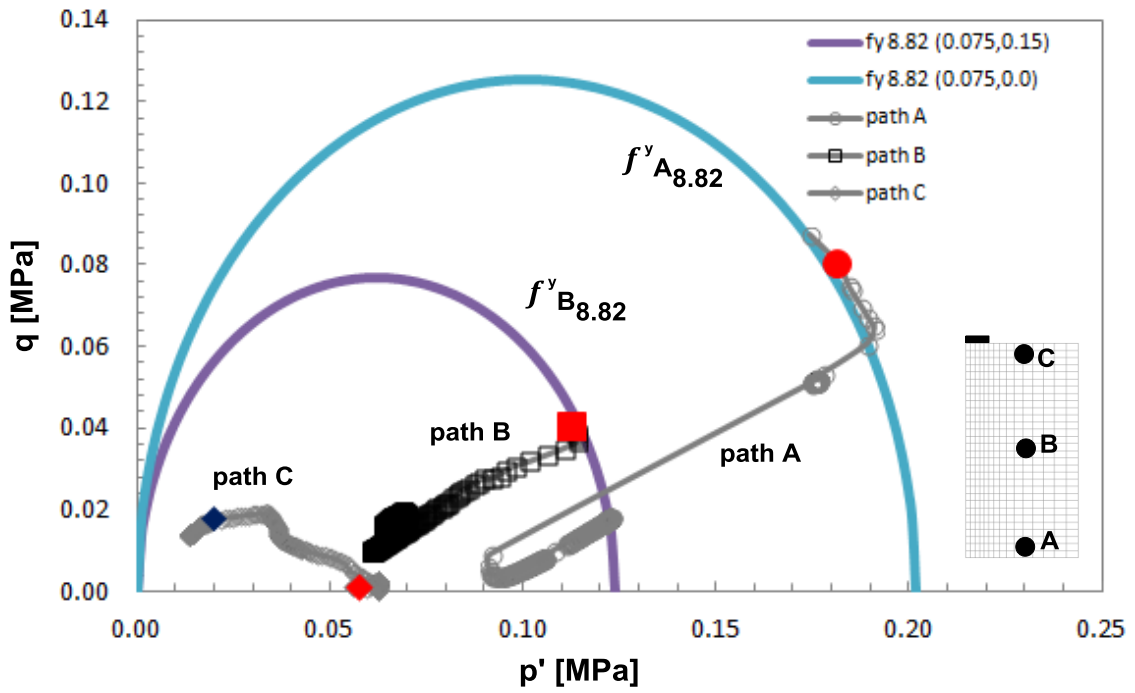 0.14
0.12
0.10
0.08
0.06
0.04
0.02
0.00
q [MPa]
0.00 0.05 0.10 0.15 0.20 0.25
p' [MPa]
fy 8.82 (0.075,0.15)
fy 8.82 (0.075,0.0)
path A
path B
path C
f y A8.82
f y B8.82
path B
path C
path A
C
B
A